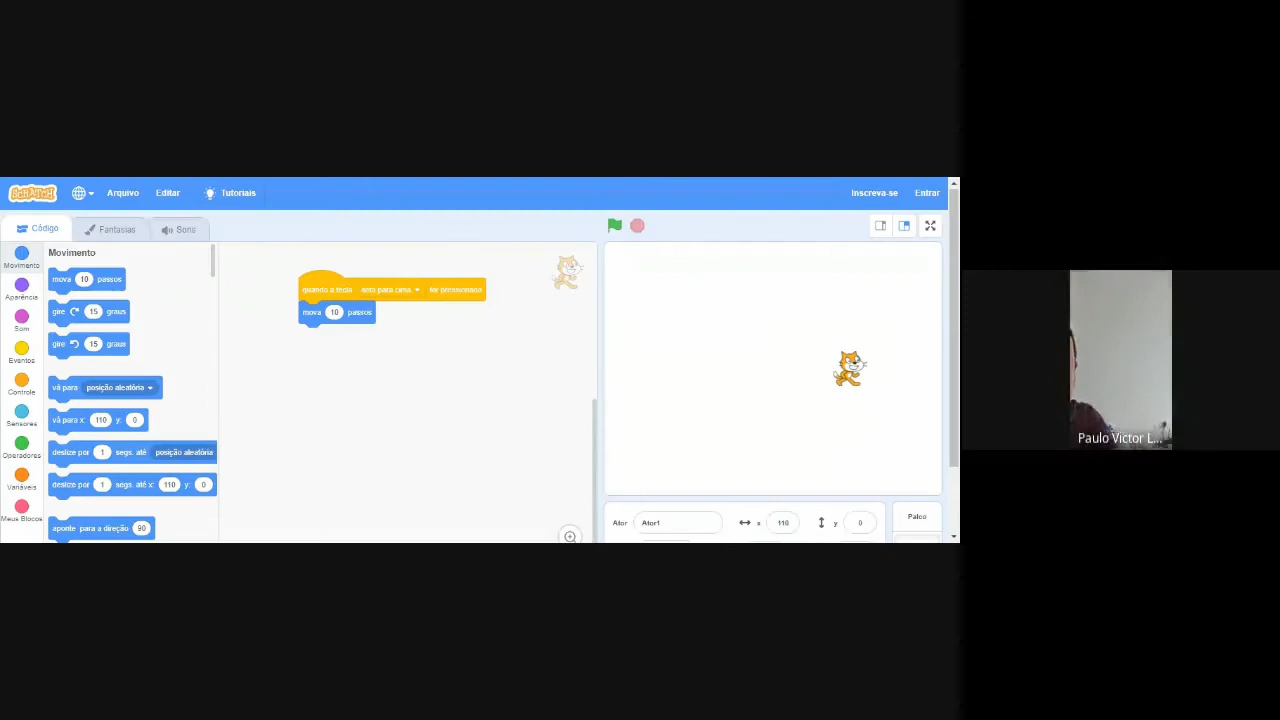 SCRATCH
Arquivo
Editar
Tutoriais
Inscreva-se
Entrar
Código
Fantasias
Sons
Movimento
Aparência
Som
Eventos
Controle
Sensores
Operadores
Variáveis
Meus Blocos
Movimento
mova 10 passos
gire 15 graus
gire 15 graus
vá para posição aleatória
vá para x: 110 y: 0
deslize por 1 segs. até posição aleatória
deslize por 1 segs. até x: 110 y: 0
aponte para a direção 90
quando a tecla seta para cima for pressionada
mova 10 passos
Ator Ator1 x 110 y 0
Palco
Paulo Victor L...